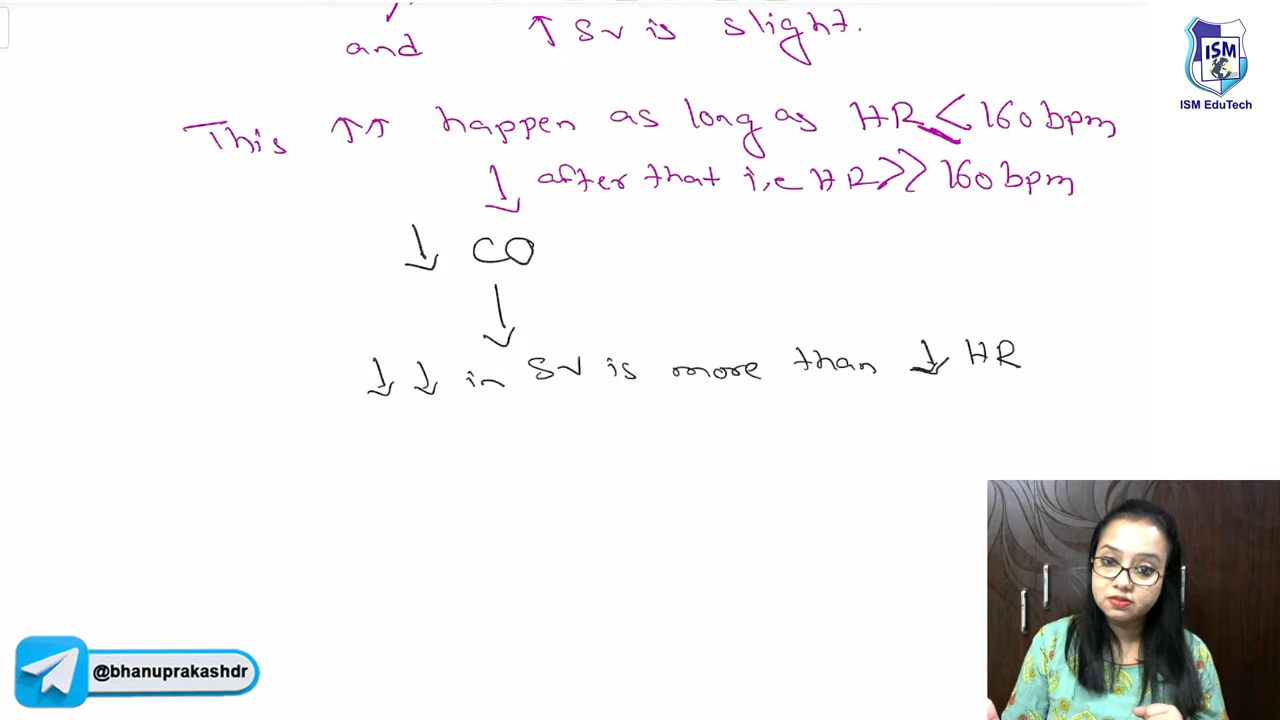 and ↑ SV is slight.
ISM
ISM EduTech
This ↑↑ happen as long as HR < 160 bpm
↓ after that i.e HR >> 160 bpm
↓ CO
↓
↓ ↓ in SV is more than ↓ HR
@bhanuprakashdr